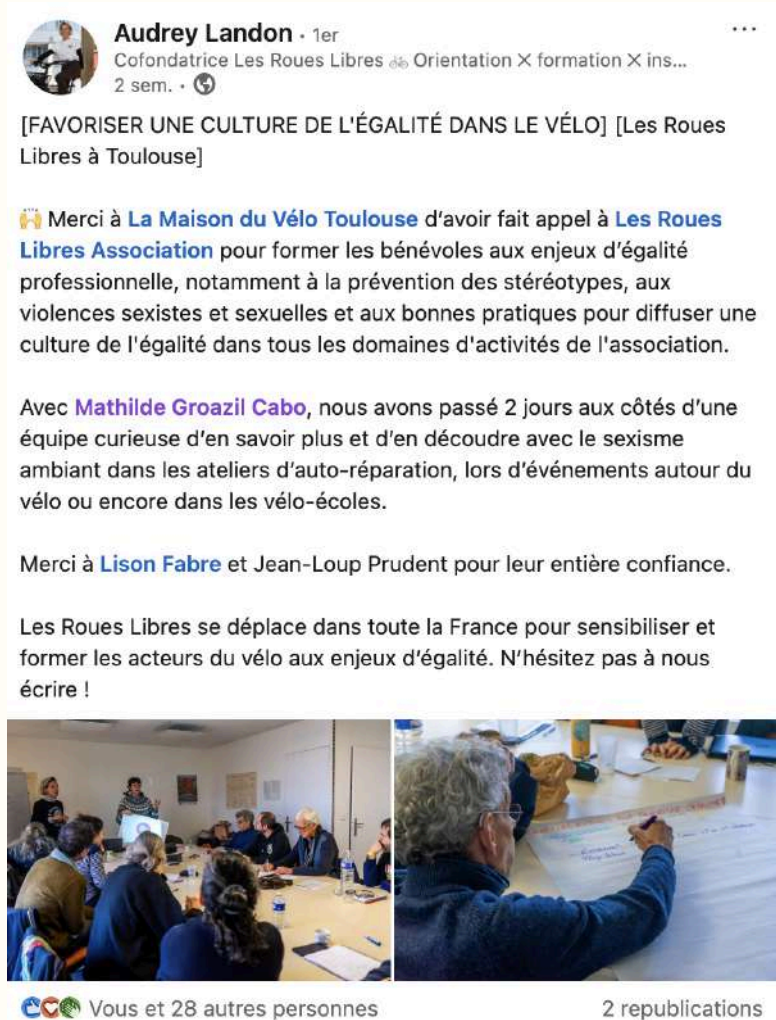 Audrey Landon · 1er
Cofondatrice Les Roues Libres 🚲 Orientation X formation X ins...
2 sem. ·
[FAVORISER UNE CULTURE DE L'ÉGALITÉ DANS LE VÉLO] [Les Roues
Libres à Toulouse]
🙌 Merci à La Maison du Vélo Toulouse d'avoir fait appel à Les Roues
Libres Association pour former les bénévoles aux enjeux d'égalité
professionnelle, notamment à la prévention des stéréotypes, aux
violences sexistes et sexuelles et aux bonnes pratiques pour diffuser une
culture de l'égalité dans tous les domaines d'activités de l'association.
Avec Mathilde Groazil Cabo, nous avons passé 2 jours aux côtés d'une
équipe curieuse d'en savoir plus et d'en découdre avec le sexisme
ambiant dans les ateliers d'auto-réparation, lors d'événements autour du
vélo ou encore dans les vélo-écoles.
Merci à Lison Fabre et Jean-Loup Prudent pour leur entière confiance.
Les Roues Libres se déplace dans toute la France pour sensibiliser et
former les acteurs du vélo aux enjeux d'égalité. N'hésitez pas à nous
écrire !
Vous et 28 autres personnes
2 republications